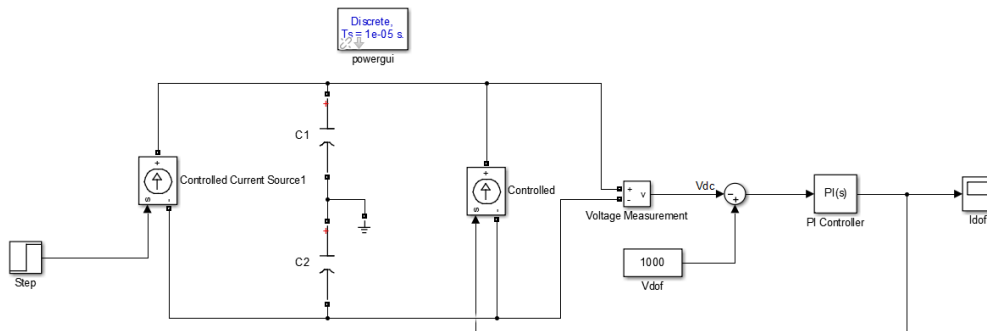 Discrete,
Ts = 1e-05 s.
powergui
+
+
C1
+
Controlled Current Source1
s
-
+
Controlled
s
-
+
-
v
Voltage Measurement
Vdc
-
+
PI(s)
PI Controller
Idof
1000
Vdof
Step
+
C2